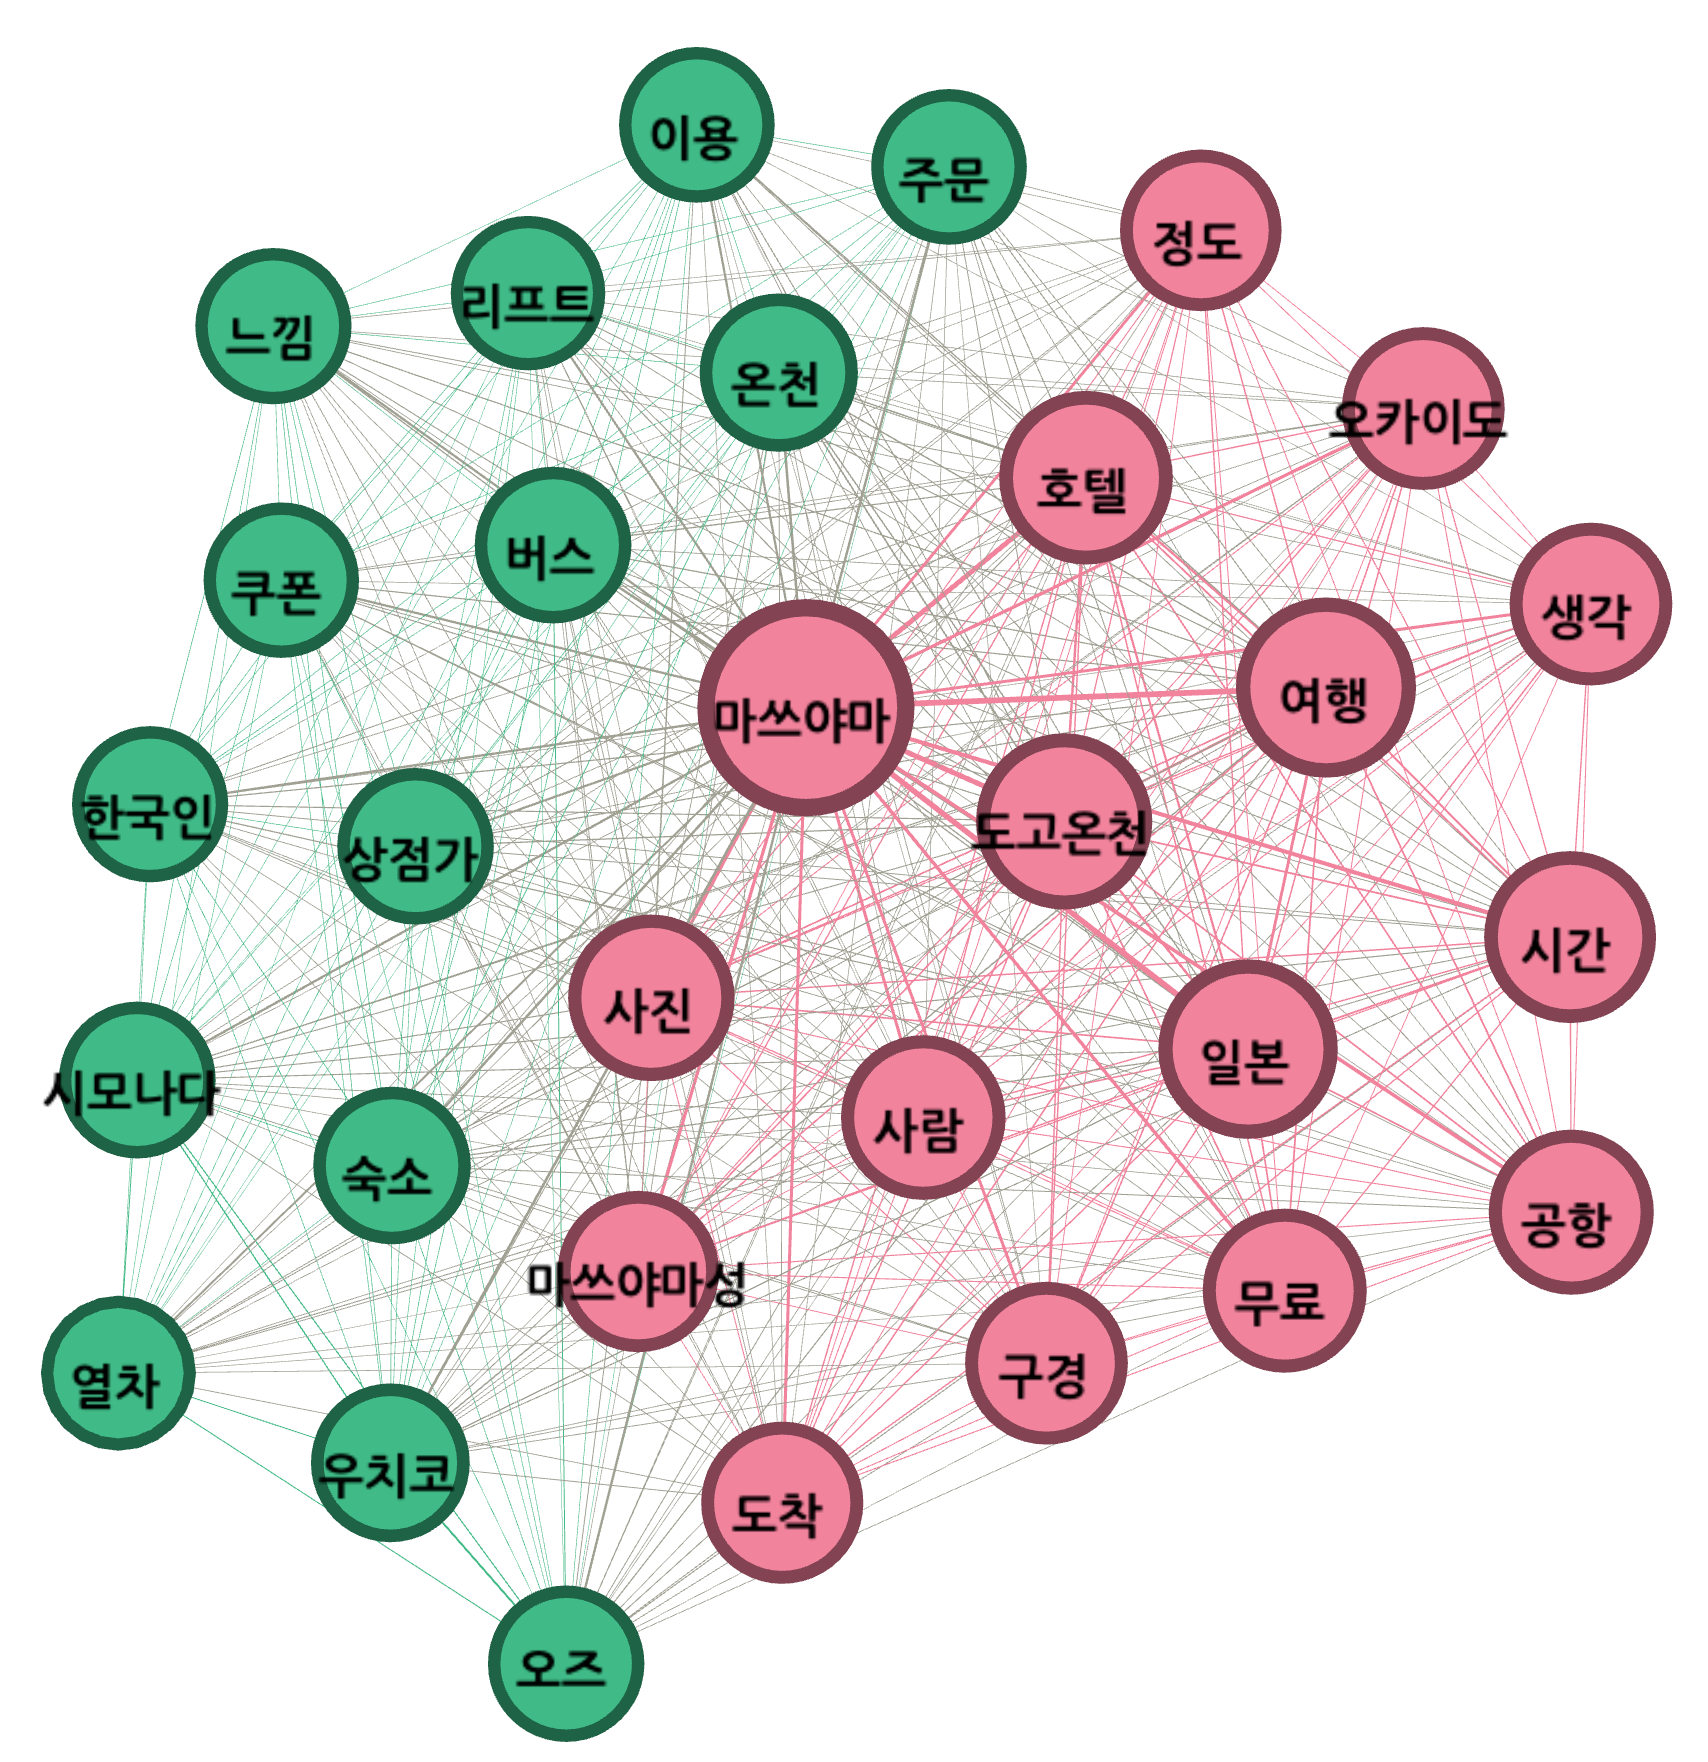 이용
주문
정도
리프트
느낌
온천
오카이도
호텔
버스
쿠폰
생각
여행
마쓰야마
한국인
도고온천
상점가
시간
사진
일본
시모나다
사람
숙소
공항
마쓰야마성
무료
구경
열차
우치코
도착
오즈